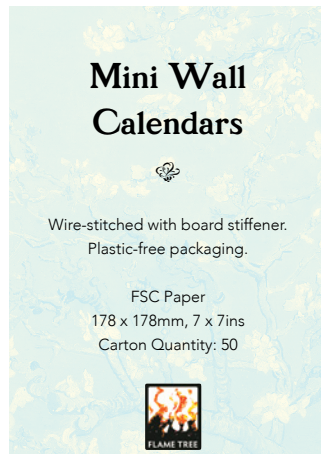 Mini Wall
Calendars
Wire-stitched with board stiffener.
Plastic-free packaging.
FSC Paper
178 x 178mm, 7 x 7ins
Carton Quantity: 50
FLAME TREE